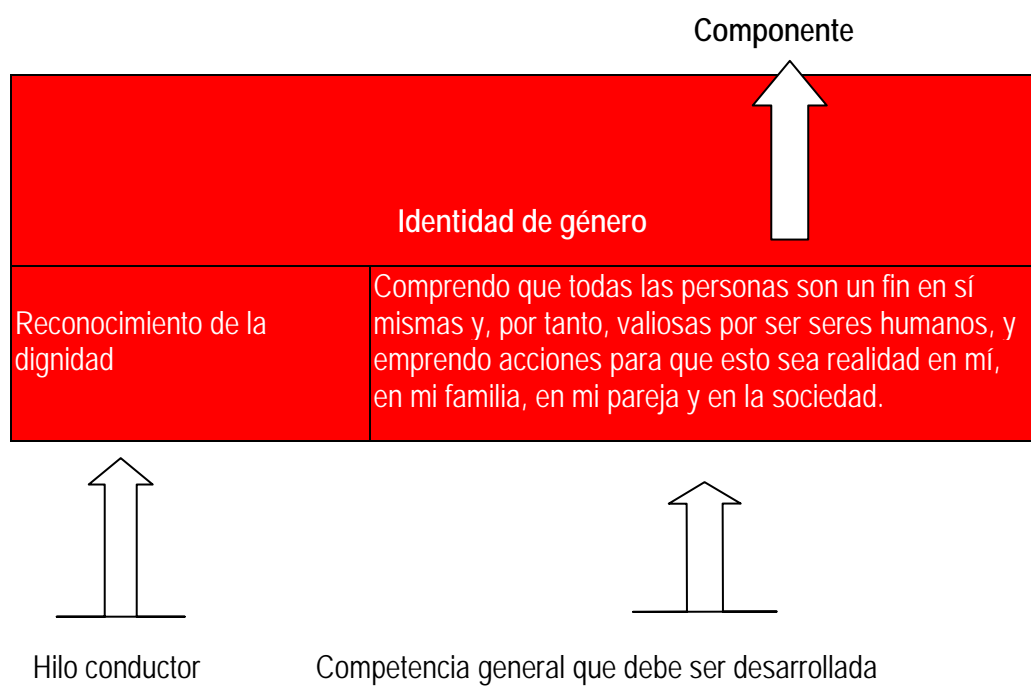 Componente
Identidad de género
Reconocimiento de la
dignidad
Comprendo que todas las personas son un fin en sí
mismas y, por tanto, valiosas por ser seres humanos, y
emprendo acciones para que esto sea realidad en mí,
en mi familia, en mi pareja y en la sociedad.
Hilo conductor
Competencia general que debe ser desarrollada